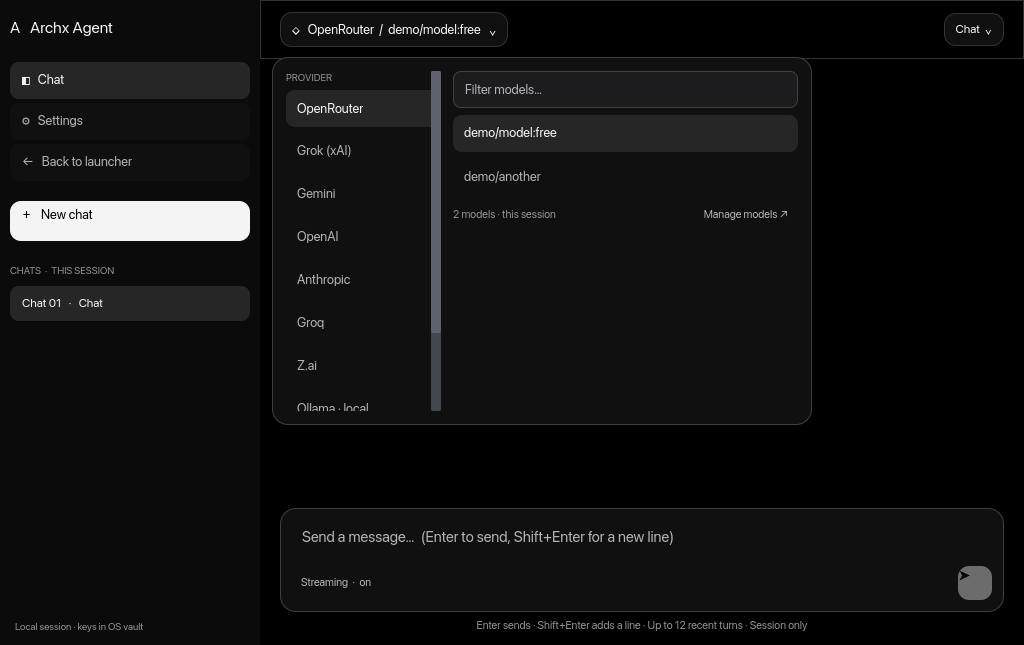 A Archx Agent
Chat
Settings
← Back to launcher
+ New chat
CHATS · THIS SESSION
Chat 01 · Chat
Local session · keys in OS vault
OpenRouter / demo/model:free
Chat
PROVIDER
OpenRouter
Grok (xAI)
Gemini
OpenAI
Anthropic
Groq
Z.ai
Ollama · local
Filter models...
demo/model:free
demo/another
2 models · this session
Manage models ↗
Send a message... (Enter to send, Shift+Enter for a new line)
Streaming · on
Enter sends · Shift+Enter adds a line · Up to 12 recent turns · Session only